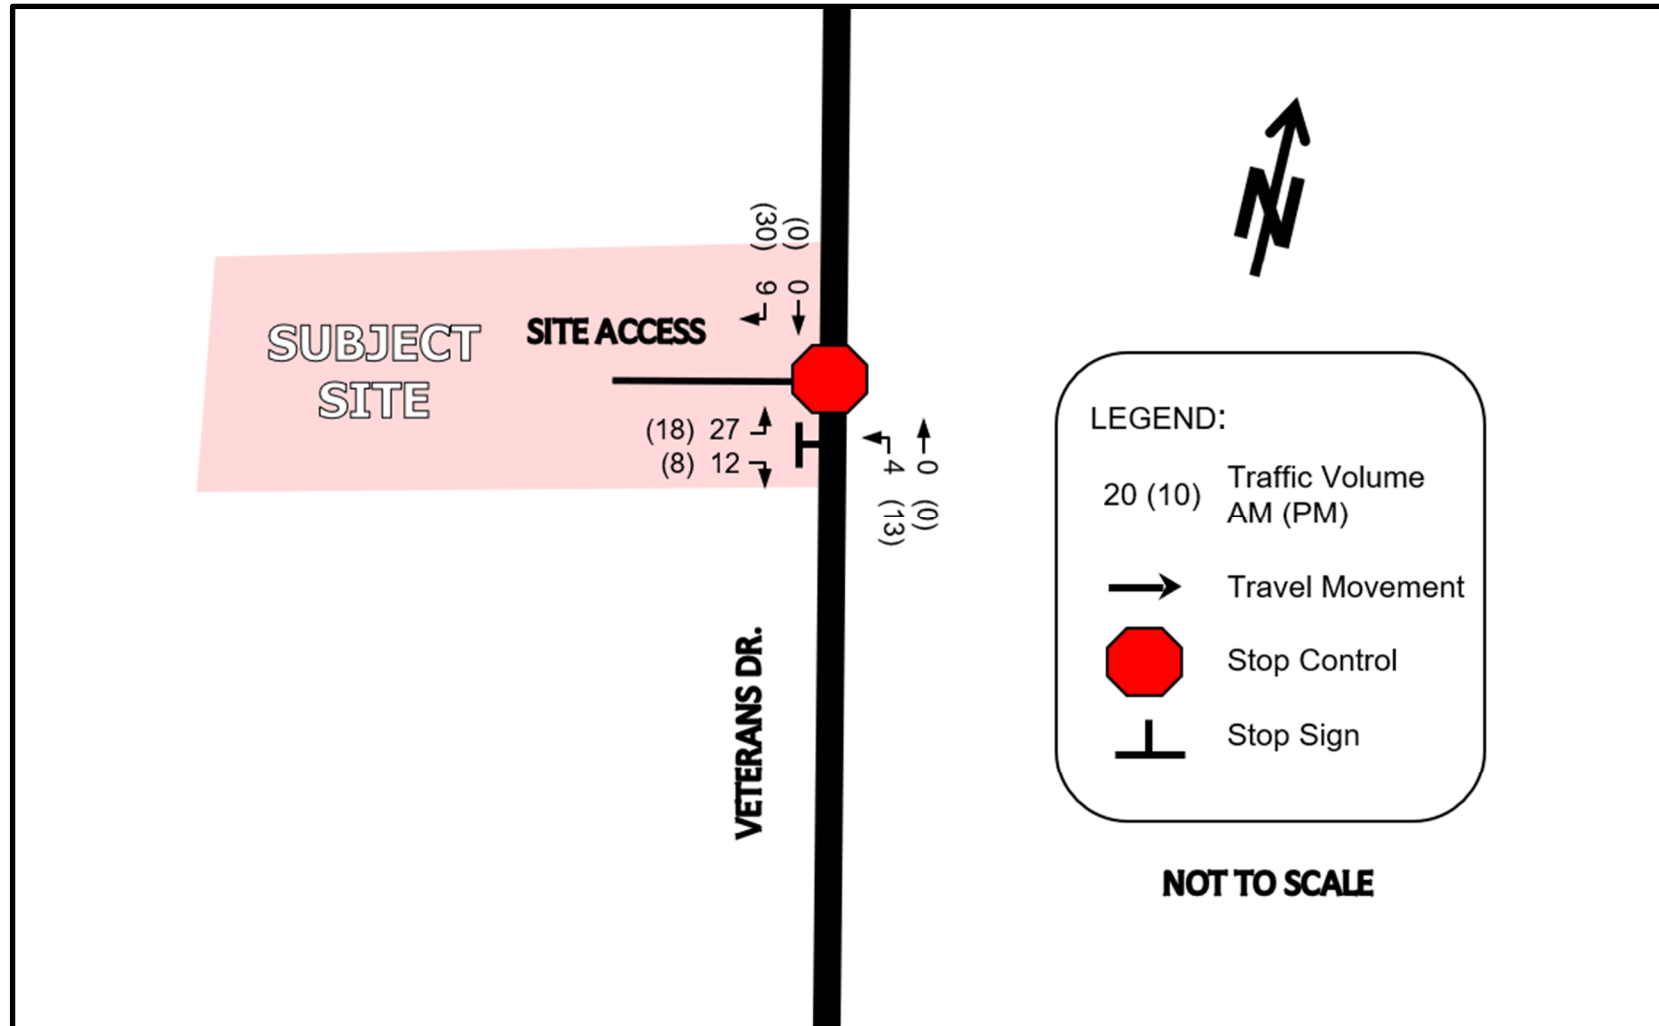 (30) 9
(0) 0
SUBJECT
SITE
SITE ACCESS
(18) 27
(8) 12
4 (13)
0 (0)
VETERANS DR.
N
LEGEND:
20 (10) Traffic Volume
AM (PM)
Travel Movement
Stop Control
Stop Sign
NOT TO SCALE